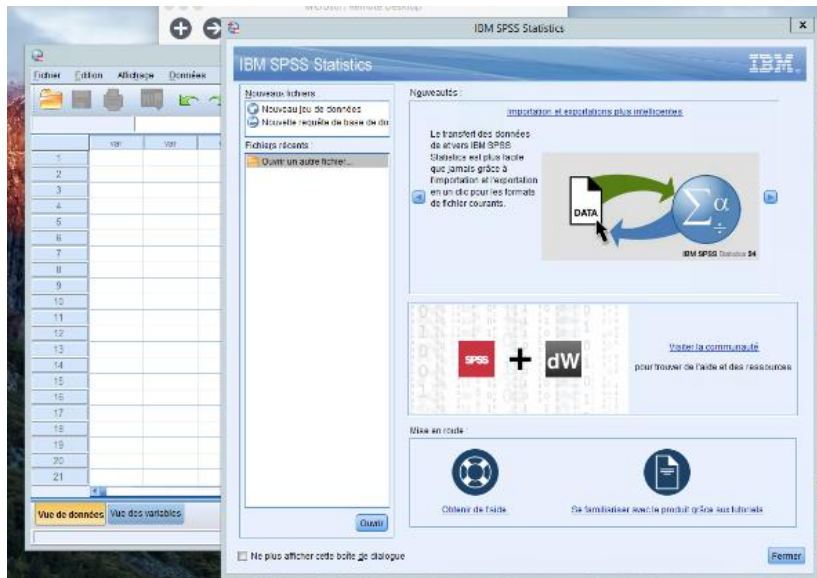 Microsoft Remote Desktop
IBM SPSS Statistics
X
IBM SPSS Statistics
IBM
Fichier Edition Affichage Données
Nouveaux fichiers :
Nouveau jeu de données
Nouvelle requête de base de do
Fichiers récents :
Ouvrir un autre fichier...
Ouvrir
Nouveautés :
Importation et exportations plus intelligentes
Le transfert des données
de et vers IBM SPSS
Statistics est plus facile
que jamais grâce à
l'importation et l'exportation
en un clic pour les formats
de fichier courants.
DATA
Σ α
÷
IBM SPSS Statistics 24
SPSS + dW
Visiter la communauté
pour trouver de l'aide et des ressources
Mise en route :
Obtenir de l'aide
Se familiariser avec le produit grâce aux tutoriels
var var
1
2
3
4
5
6
7
8
9
10
11
12
13
14
15
16
17
18
19
20
21
Vue de données Vue des variables
Ne plus afficher cette boîte de dialogue
Fermer